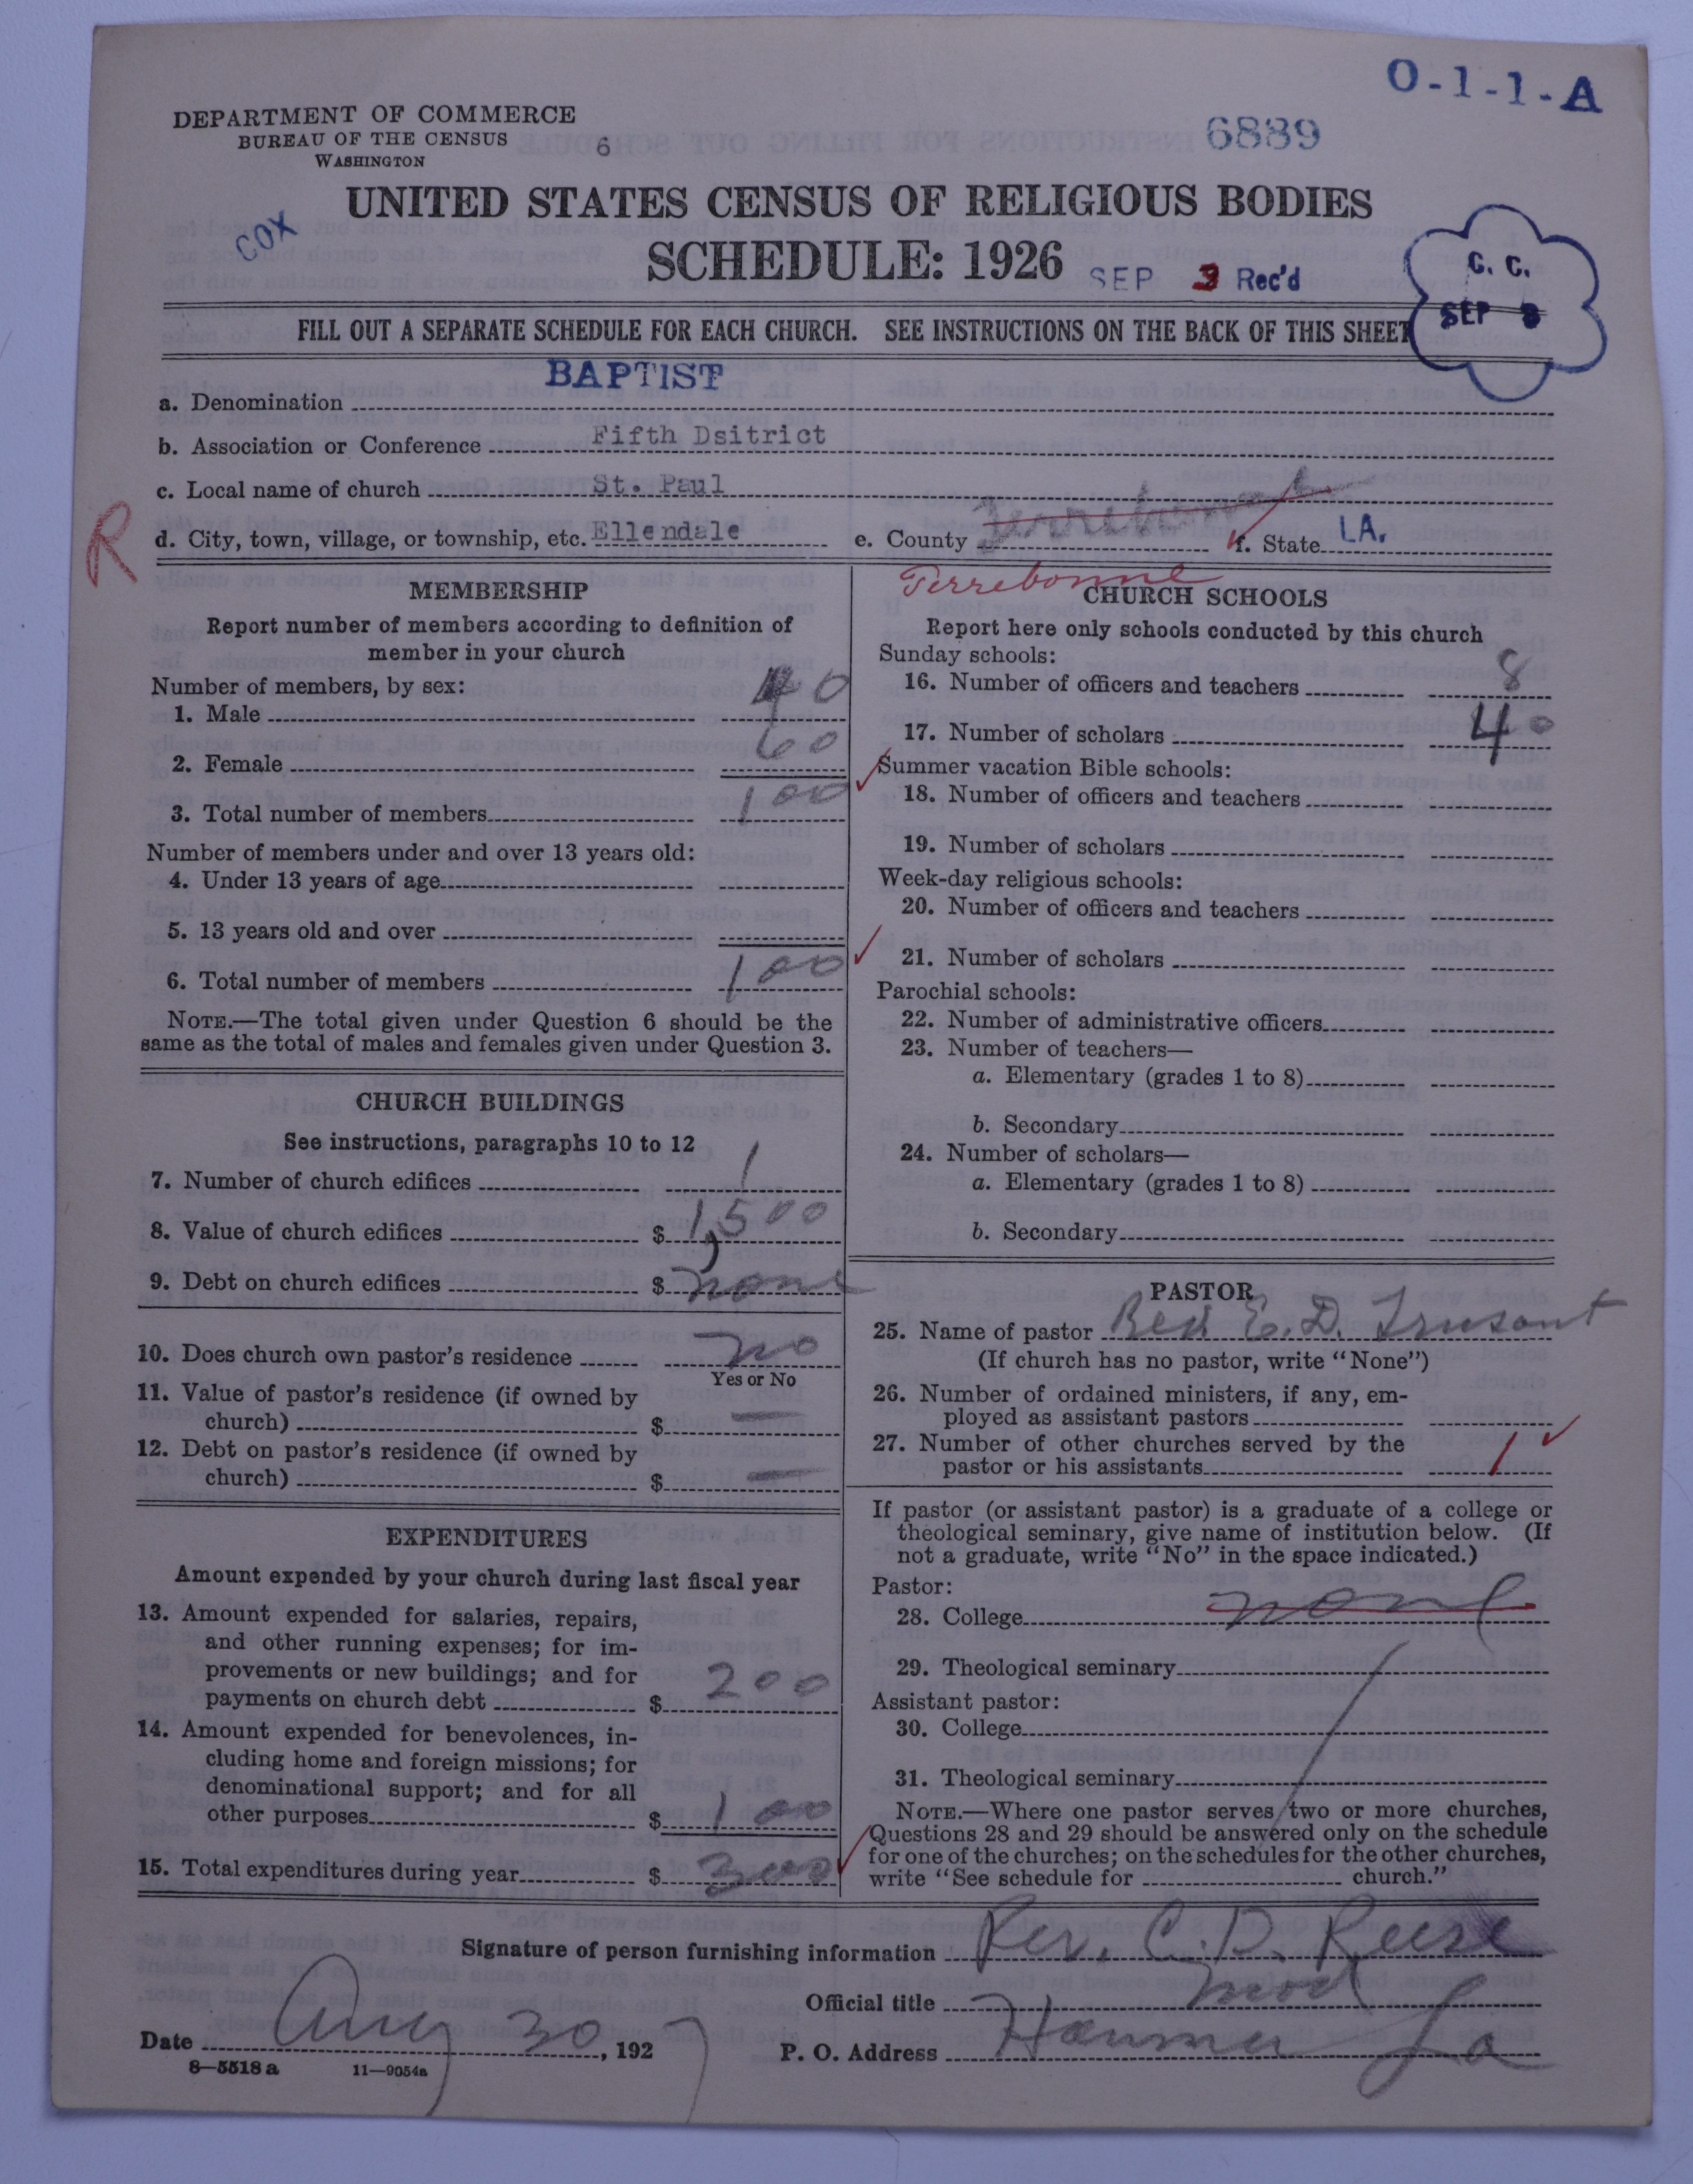 O-1-1-A
DEPARTMENT OF COMMERCE
BUREAU OF THE CENSUS
WASHINGTON
6
6889
UNITED STATES CENSUS OF RELIGIOUS BODIES
COX
SCHEDULE: 1926
SEP 3 Rec'd
C. C.
SEP
FILL OUT A SEPARATE SCHEDULE FOR EACH CHURCH. SEE INSTRUCTIONS ON THE BACK OF THIS SHEET
a. Denomination BAPTIST
b. Association or Conference Fifth Dsitrict
c. Local name of church St. Paul
R
d. City, town, village, or township, etc. Ellendale e. County f. State LA.
Terrebonne
MEMBERSHIP
Report number of members according to definition of
member in your church
Number of members, by sex:
1. Male 40
2. Female 60
3. Total number of members 100
Number of members under and over 13 years old:
4. Under 13 years of age
5. 13 years old and over
6. Total number of members 100
NOTE.—The total given under Question 6 should be the
same as the total of males and females given under Question 3.
CHURCH BUILDINGS
See instructions, paragraphs 10 to 12
7. Number of church edifices 1
8. Value of church edifices $ 1,500
9. Debt on church edifices $ none
10. Does church own pastor's residence no
Yes or No
11. Value of pastor's residence (if owned by
church) $ —
12. Debt on pastor's residence (if owned by
church) $ —
EXPENDITURES
Amount expended by your church during last fiscal year
13. Amount expended for salaries, repairs,
and other running expenses; for im-
provements or new buildings; and for
payments on church debt $ 200
14. Amount expended for benevolences, in-
cluding home and foreign missions; for
denominational support; and for all
other purposes $ 100
15. Total expenditures during year $ 300
CHURCH SCHOOLS
Report here only schools conducted by this church
Sunday schools:
16. Number of officers and teachers 8
17. Number of scholars 40
Summer vacation Bible schools:
18. Number of officers and teachers
19. Number of scholars
Week-day religious schools:
20. Number of officers and teachers
21. Number of scholars
Parochial schools:
22. Number of administrative officers
23. Number of teachers—
a. Elementary (grades 1 to 8)
b. Secondary
24. Number of scholars—
a. Elementary (grades 1 to 8)
b. Secondary
PASTOR
25. Name of pastor E. D.
(If church has no pastor, write "None")
26. Number of ordained ministers, if any, em-
ployed as assistant pastors
27. Number of other churches served by the
pastor or his assistants 1
If pastor (or assistant pastor) is a graduate of a college or
theological seminary, give name of institution below. (If
not a graduate, write "No" in the space indicated.)
Pastor:
28. College none
29. Theological seminary
Assistant pastor:
30. College
31. Theological seminary
NOTE.—Where one pastor serves two or more churches,
Questions 28 and 29 should be answered only on the schedule
for one of the churches; on the schedules for the other churches,
write "See schedule for church."
Signature of person furnishing information Rev. C. D. Reese
Official title mod
Date Aug 30, 1927
P. O. Address La
8—5518 a 11—9054a